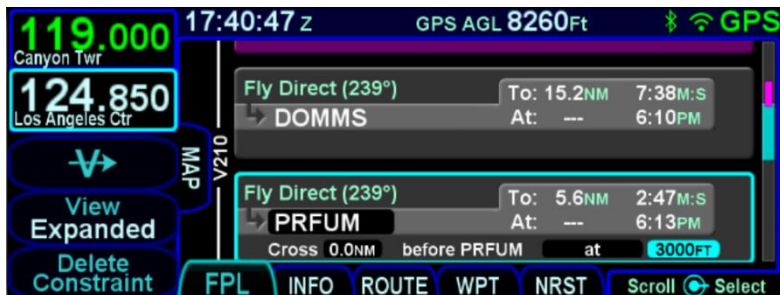 119.000
Canyon Twr
124.850
Los Angeles Ctr
V
View
Expanded
Delete
Constraint
17:40:47 Z GPS AGL 8260Ft GPS
MAP
V210
Fly Direct (239°) To: 15.2NM 7:38M:S
DOMMS At: --- 6:10PM
Fly Direct (239°) To: 5.6NM 2:47M:S
PRFUM At: --- 6:13PM
Cross 0.0NM before PRFUM at 3000FT
FPL INFO ROUTE WPT NRST Scroll Select